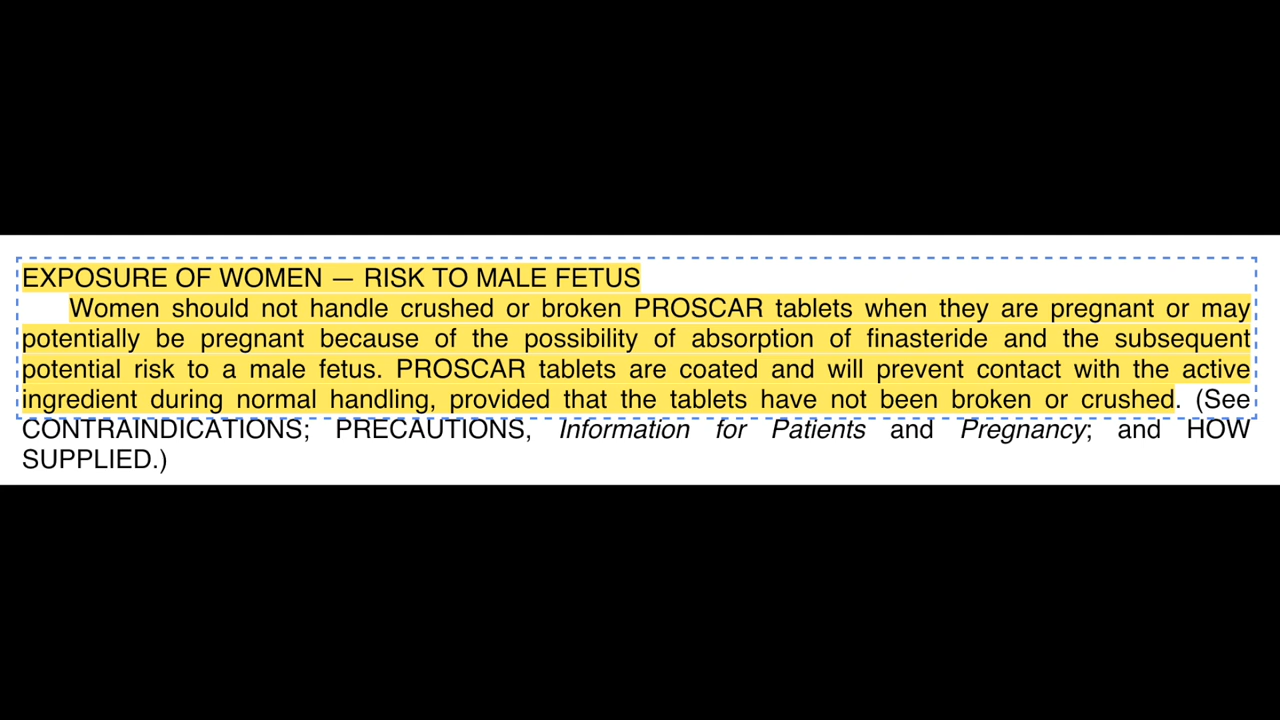 EXPOSURE OF WOMEN — RISK TO MALE FETUS
Women should not handle crushed or broken PROSCAR tablets when they are pregnant or may
potentially be pregnant because of the possibility of absorption of finasteride and the subsequent
potential risk to a male fetus. PROSCAR tablets are coated and will prevent contact with the active
ingredient during normal handling, provided that the tablets have not been broken or crushed. (See
CONTRAINDICATIONS; PRECAUTIONS, Information for Patients and Pregnancy; and HOW
SUPPLIED.)